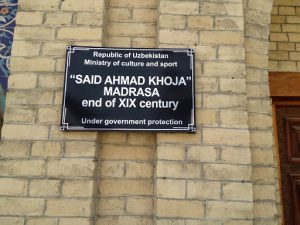 Republic of Uzbekistan
Ministry of culture and sport
“SAID AHMAD KHOJA”
MADRASA
end of XIX century
Under government protection